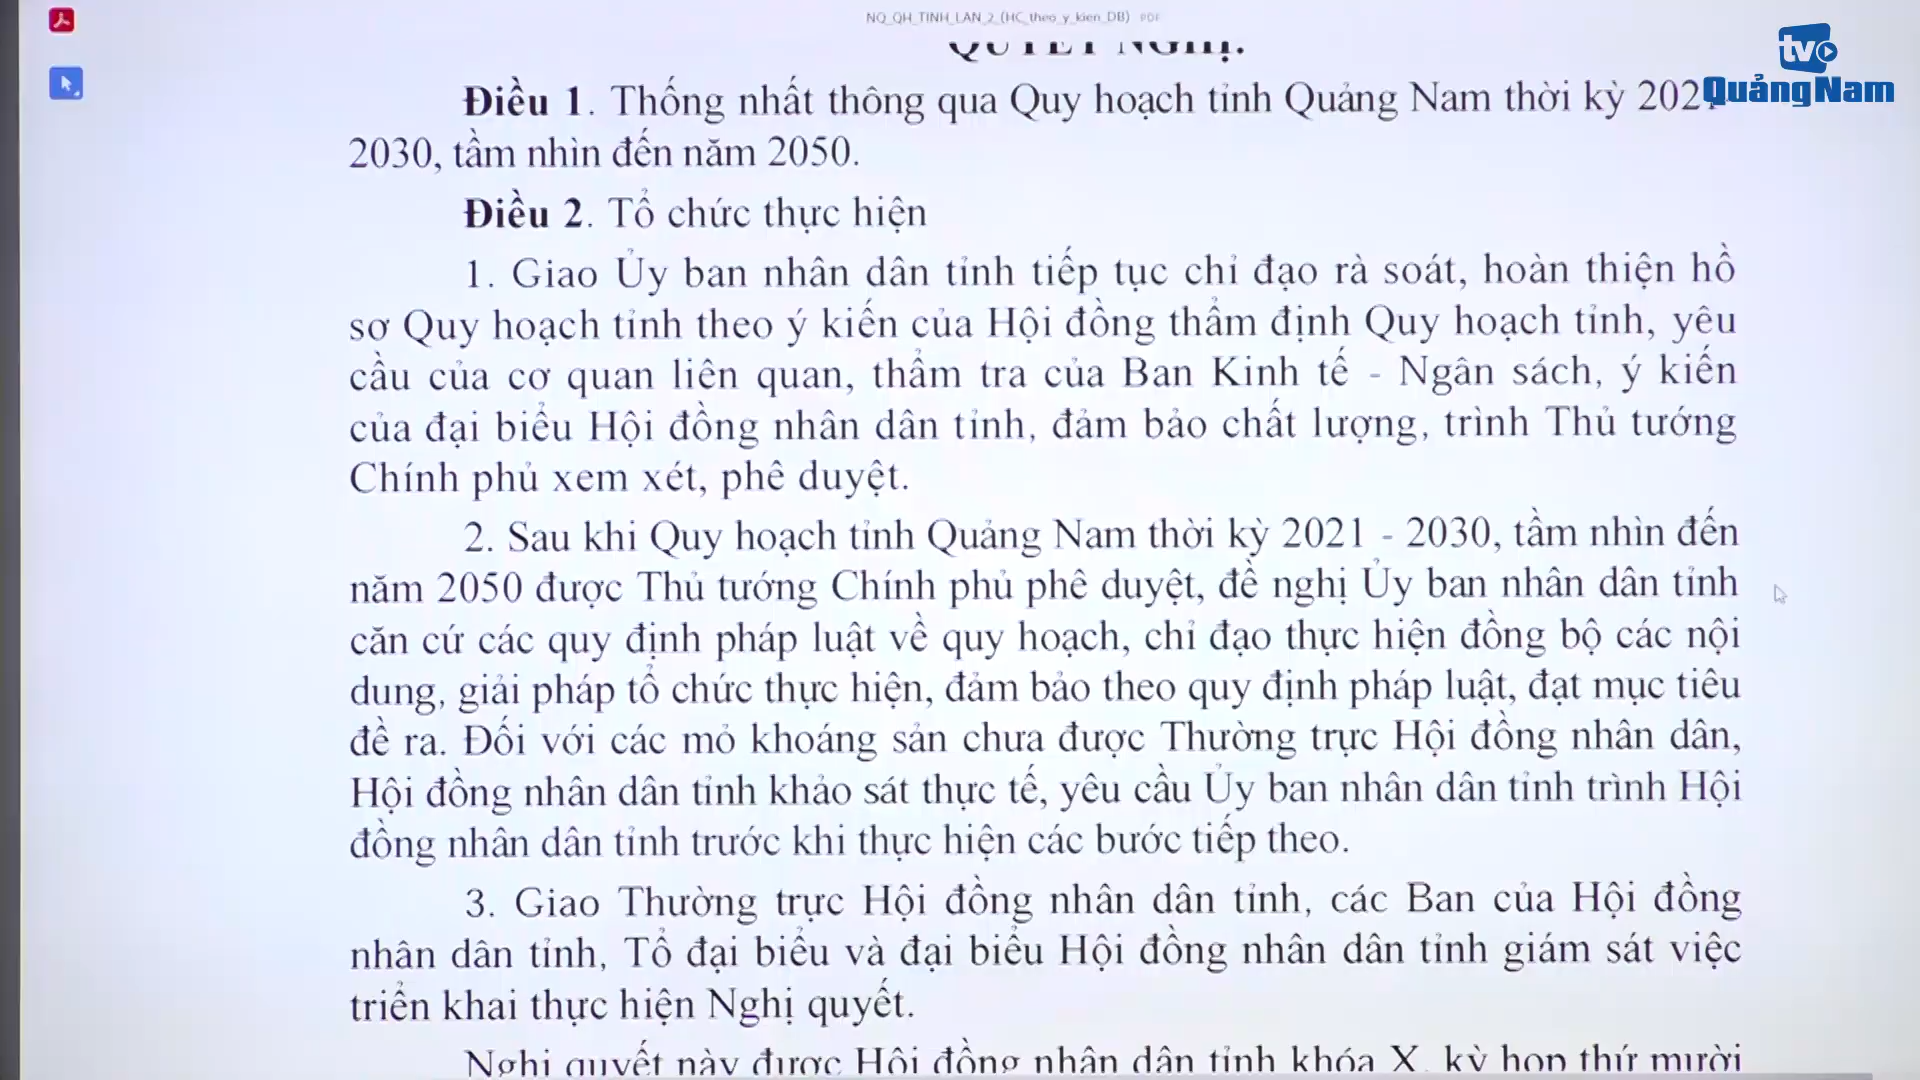 NQ_QH_TINH_LAN_2_(HC_theo_y_kien_DB) PDF
QUYẾT NGHỊ:
tv
QuảngNam
Điều 1. Thống nhất thông qua Quy hoạch tỉnh Quảng Nam thời kỳ 2021
2030, tầm nhìn đến năm 2050.
Điều 2. Tổ chức thực hiện
1. Giao Ủy ban nhân dân tỉnh tiếp tục chỉ đạo rà soát, hoàn thiện hồ
sơ Quy hoạch tỉnh theo ý kiến của Hội đồng thẩm định Quy hoạch tỉnh, yêu
cầu của cơ quan liên quan, thẩm tra của Ban Kinh tế - Ngân sách, ý kiến
của đại biểu Hội đồng nhân dân tỉnh, đảm bảo chất lượng, trình Thủ tướng
Chính phủ xem xét, phê duyệt.
2. Sau khi Quy hoạch tỉnh Quảng Nam thời kỳ 2021 - 2030, tầm nhìn đến
năm 2050 được Thủ tướng Chính phủ phê duyệt, đề nghị Ủy ban nhân dân tỉnh
căn cứ các quy định pháp luật về quy hoạch, chỉ đạo thực hiện đồng bộ các nội
dung, giải pháp tổ chức thực hiện, đảm bảo theo quy định pháp luật, đạt mục tiêu
đề ra. Đối với các mỏ khoáng sản chưa được Thường trực Hội đồng nhân dân,
Hội đồng nhân dân tỉnh khảo sát thực tế, yêu cầu Ủy ban nhân dân tỉnh trình Hội
đồng nhân dân tỉnh trước khi thực hiện các bước tiếp theo.
3. Giao Thường trực Hội đồng nhân dân tỉnh, các Ban của Hội đồng
nhân dân tỉnh, Tổ đại biểu và đại biểu Hội đồng nhân dân tỉnh giám sát việc
triển khai thực hiện Nghị quyết.
Nghị quyết này được Hội đồng nhân dân tỉnh khóa X, kỳ họp thứ mười